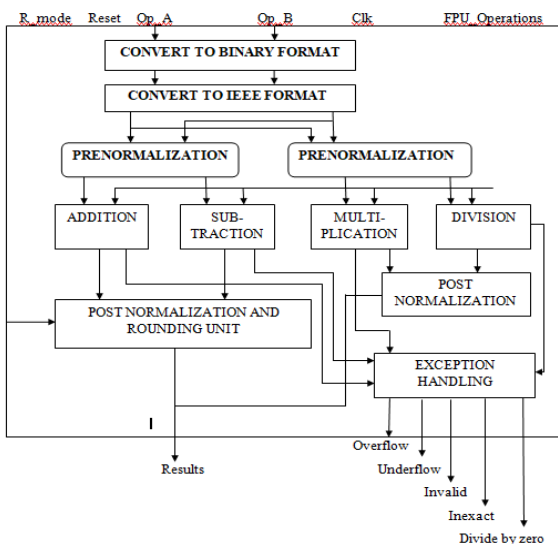 R_mode Reset Op_A Op_B Clk FPU_Operations
CONVERT TO BINARY FORMAT
CONVERT TO IEEE FORMAT
PRENORMALIZATION PRENORMALIZATION
ADDITION
SUB-
TRACTION
MULTI-
PLICATION
DIVISION
POST
NORMALIZATION
POST NORMALIZATION AND
ROUNDING UNIT
EXCEPTION
HANDLING
Overflow
Results
Underflow
Invalid
Inexact
Divide by zero